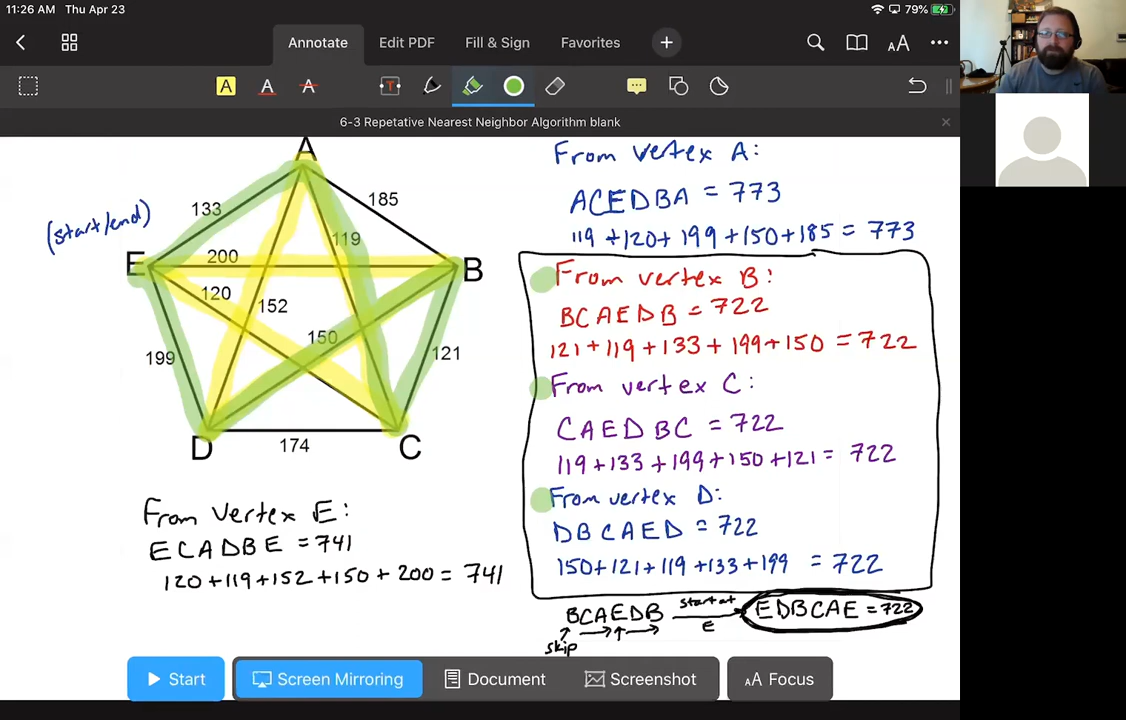 11:26 AM Thu Apr 23
79%
Annotate
Edit PDF
Fill & Sign
Favorites
AA
A
A
A
T
6-3 Repetative Nearest Neighbor Algorithm blank
A
133
185
(start/end)
119
E
200
B
120
152
150
199
121
D
174
C
From vertex E:
ECADBE = 741
120+119+152+150+200 = 741
From vertex A:
ACEDBA = 773
119+120+199+150+185 = 773
From vertex B:
BCAEDB = 722
121+119+133+199+150 = 722
From vertex C:
CAEDBC = 722
119+133+199+150+121 = 722
From vertex D:
DBCAED = 722
150+121+119+133+199 = 722
BCAEDB start at E EDBCAE = 722
skip
Start
Screen Mirroring
Document
Screenshot
AA Focus